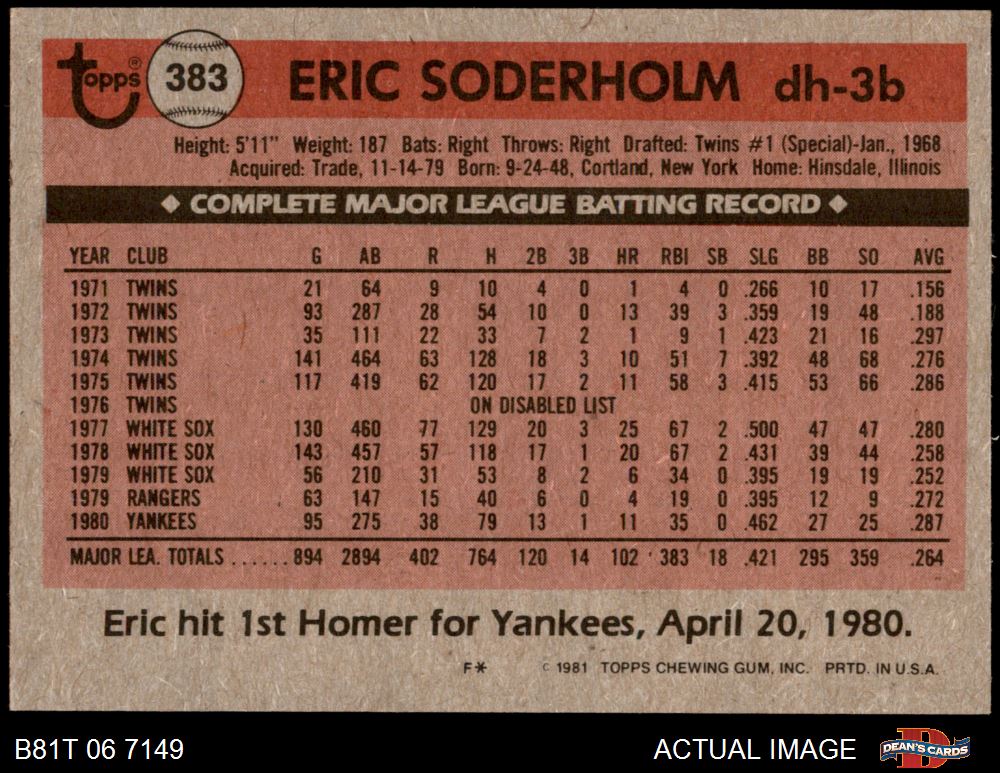 Topps® 383 ERIC SODERHOLM dh-3b
Height: 5'11" Weight: 187 Bats: Right Throws: Right Drafted: Twins #1 (Special)-Jan., 1968
Acquired: Trade, 11-14-79 Born: 9-24-48, Cortland, New York Home: Hinsdale, Illinois
◆ COMPLETE MAJOR LEAGUE BATTING RECORD ◆
YEAR CLUB G AB R H 2B 3B HR RBI SB SLG BB SO AVG
1971 TWINS 21 64 9 10 4 0 1 4 0 .266 10 17 .156
1972 TWINS 93 287 28 54 10 0 13 39 3 .359 19 48 .188
1973 TWINS 35 111 22 33 7 2 1 9 1 .423 21 16 .297
1974 TWINS 141 464 63 128 18 3 10 51 7 .392 48 68 .276
1975 TWINS 117 419 62 120 17 2 11 58 3 .415 53 66 .286
1976 TWINS ON DISABLED LIST
1977 WHITE SOX 130 460 77 129 20 3 25 67 2 .500 47 47 .280
1978 WHITE SOX 143 457 57 118 17 1 20 67 2 .431 39 44 .258
1979 WHITE SOX 56 210 31 53 8 2 6 34 0 .395 19 19 .252
1979 RANGERS 63 147 15 40 6 0 4 19 0 .395 12 9 .272
1980 YANKEES 95 275 38 79 13 1 11 35 0 .462 27 25 .287
MAJOR LEA. TOTALS ......894 2894 402 764 120 14 102 383 18 .421 295 359 .264
Eric hit 1st Homer for Yankees, April 20, 1980.
F* © 1981 TOPPS CHEWING GUM, INC. PRTD. IN U.S.A.
B81T 06 7149 ACTUAL IMAGE DEAN'S CARDS